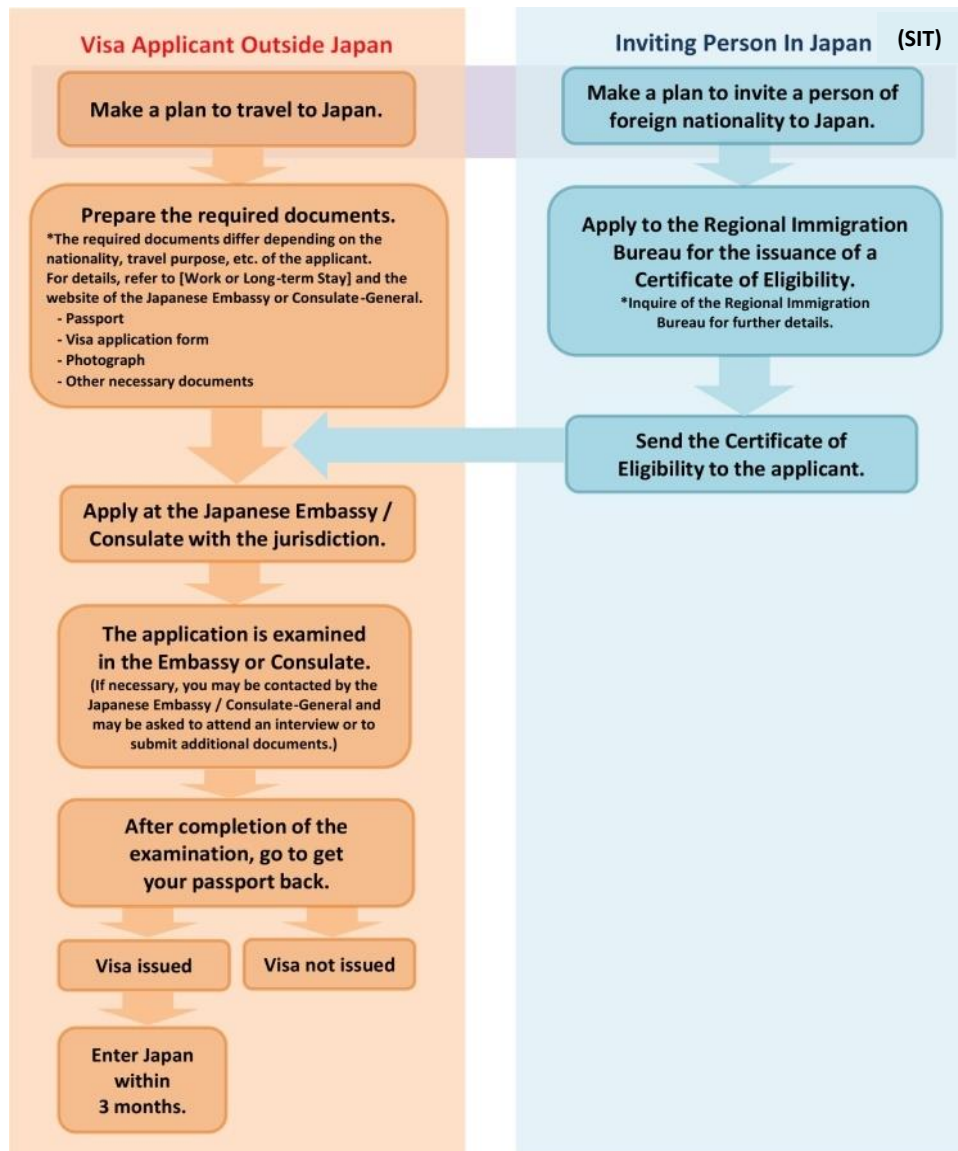 Visa Applicant Outside Japan
Make a plan to travel to Japan.
Prepare the required documents.
*The required documents differ depending on the
nationality, travel purpose, etc. of the applicant.
For details, refer to [Work or Long-term Stay] and the
website of the Japanese Embassy or Consulate-General.
- Passport
- Visa application form
- Photograph
- Other necessary documents
Apply at the Japanese Embassy /
Consulate with the jurisdiction.
The application is examined
in the Embassy or Consulate.
(If necessary, you may be contacted by the
Japanese Embassy / Consulate-General and
may be asked to attend an interview or to
submit additional documents.)
After completion of the
examination, go to get
your passport back.
Visa issued
Visa not issued
Enter Japan
within
3 months.
Inviting Person In Japan
(SIT)
Make a plan to invite a person of
foreign nationality to Japan.
Apply to the Regional Immigration
Bureau for the issuance of a
Certificate of Eligibility.
*Inquire of the Regional Immigration
Bureau for further details.
Send the Certificate of
Eligibility to the applicant.